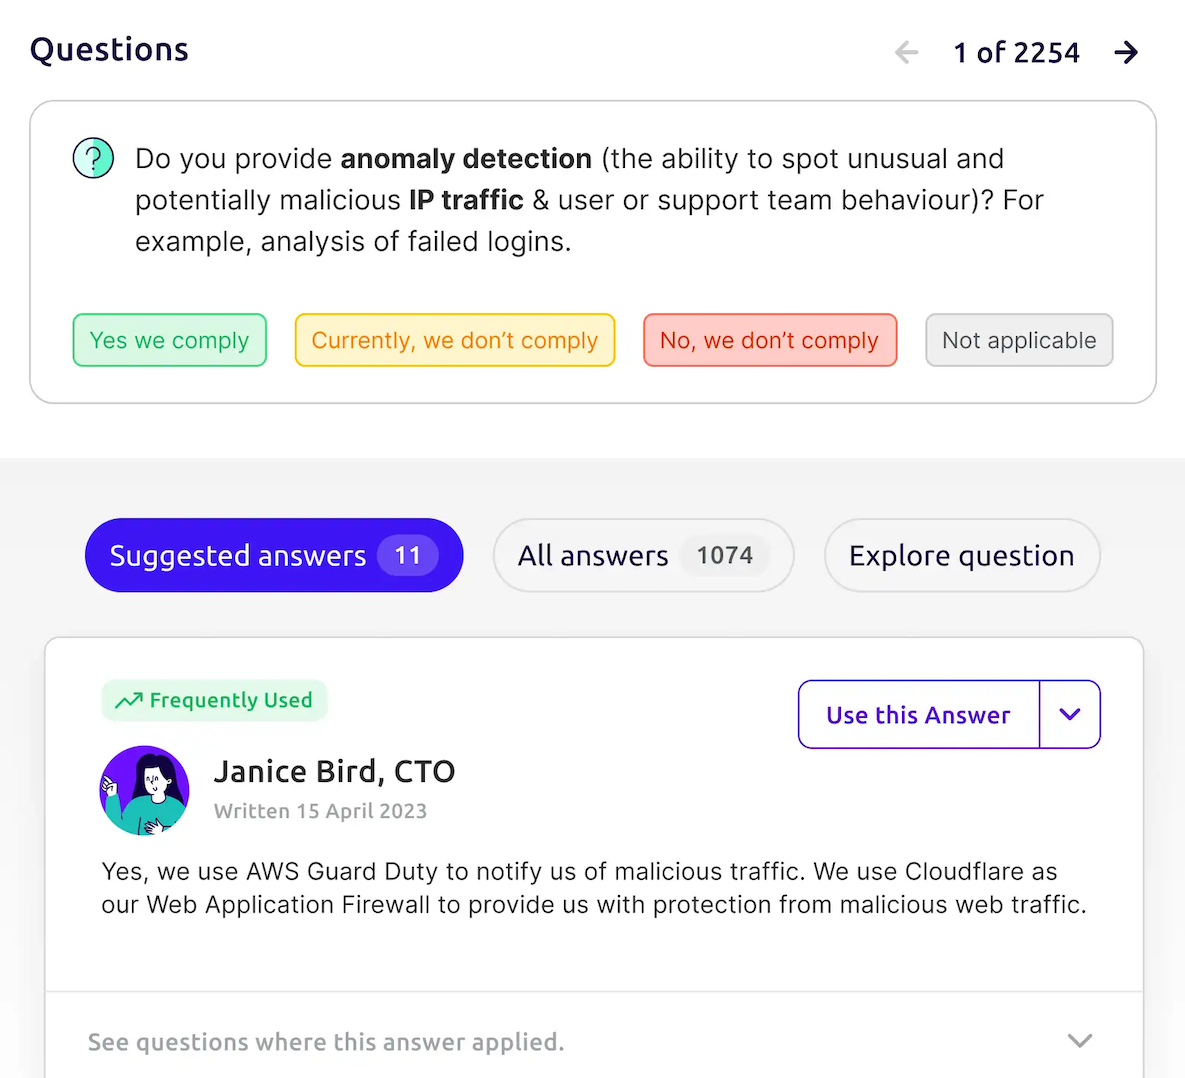 Questions
1 of 2254
? Do you provide anomaly detection (the ability to spot unusual and
potentially malicious IP traffic & user or support team behaviour)? For
example, analysis of failed logins.
Yes we comply
Currently, we don’t comply
No, we don’t comply
Not applicable
Suggested answers 11
All answers 1074
Explore question
Frequently Used
Use this Answer
Janice Bird, CTO
Written 15 April 2023
Yes, we use AWS Guard Duty to notify us of malicious traffic. We use Cloudflare as
our Web Application Firewall to provide us with protection from malicious web traffic.
See questions where this answer applied.